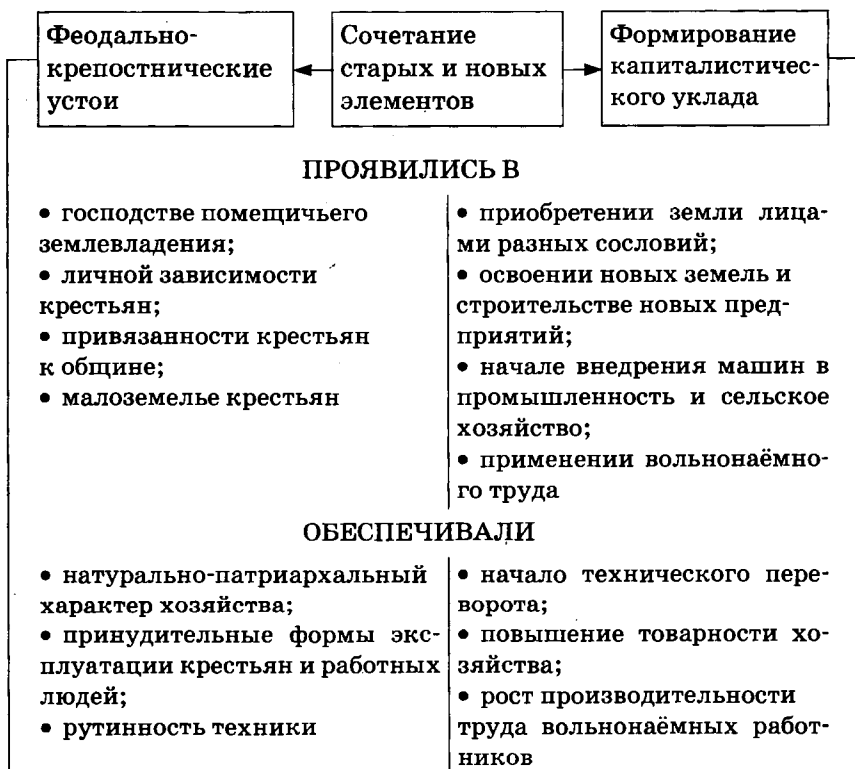 Феодально-
крепостнические
устои
Сочетание
старых и новых
элементов
Формирование
капиталистичес-
кого уклада
ПРОЯВИЛИСЬ В
• господстве помещичьего
землевладения;
• личной зависимости
крестьян;
• привязанности крестьян
к общине;
• малоземелье крестьян
• приобретении земли лица-
ми разных сословий;
• освоении новых земель и
строительстве новых пред-
приятий;
• начале внедрения машин в
промышленность и сельское
хозяйство;
• применении вольнонаёмно-
го труда
ОБЕСПЕЧИВАЛИ
• натурально-патриархальный
характер хозяйства;
• принудительные формы экс-
плуатации крестьян и работных
людей;
• рутинность техники
• начало технического пере-
ворота;
• повышение товарности хо-
зяйства;
• рост производительности
труда вольнонаёмных работ-
ников